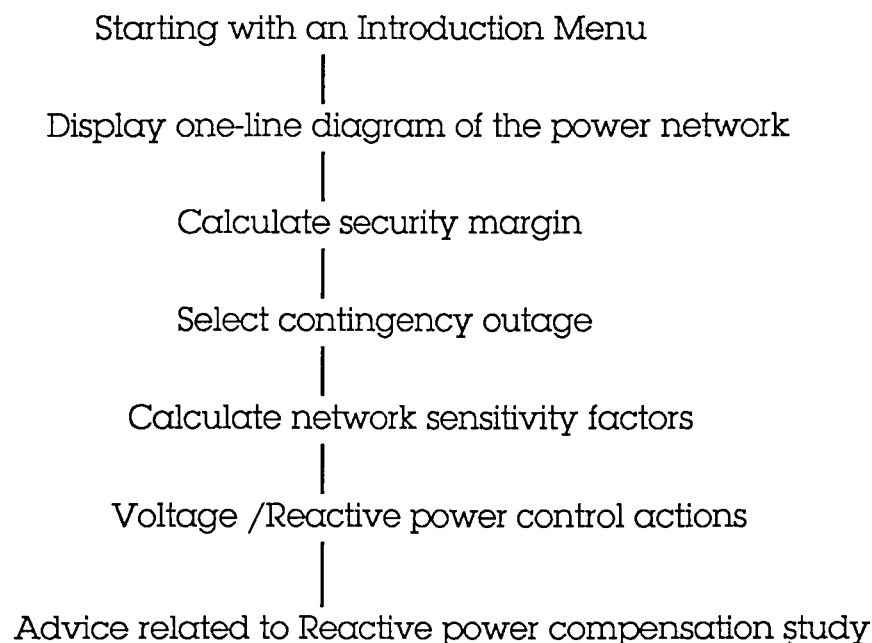 Starting with an Introduction Menu
Display one-line diagram of the power network
Calculate security margin
Select contingency outage
Calculate network sensitivity factors
Voltage /Reactive power control actions
Advice related to Reactive power compensation study